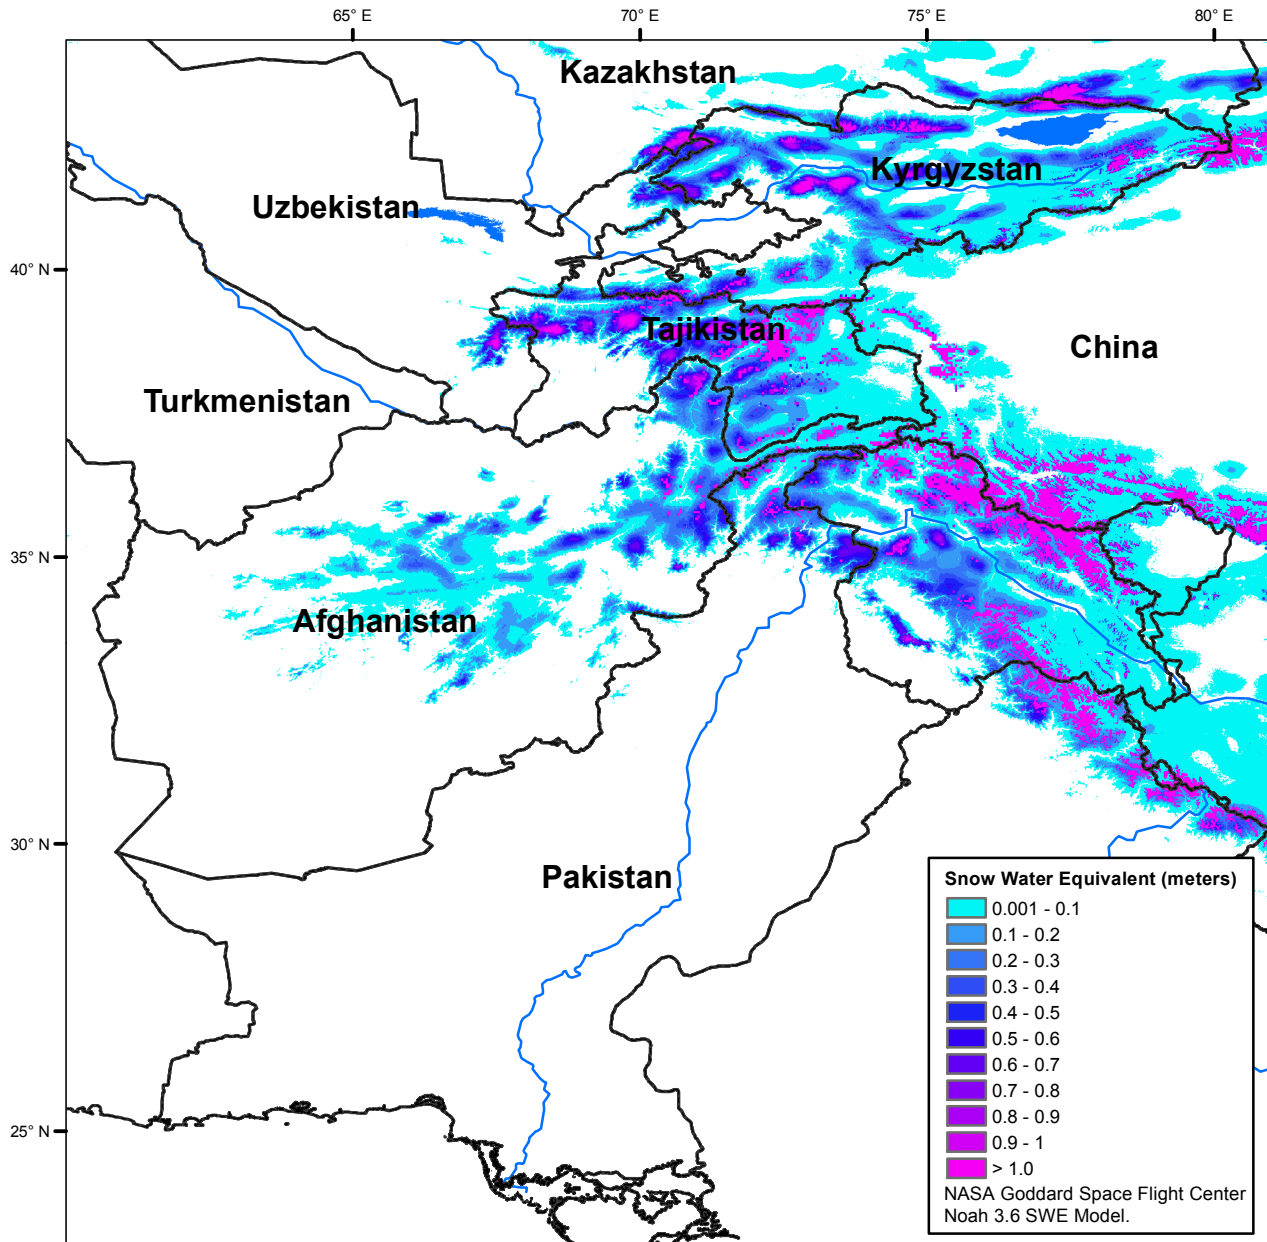 65° E
70° E
75° E
80° E
Kazakhstan
Kyrgyzstan
Uzbekistan
40° N
Tajikistan
China
Turkmenistan
35° N
Afghanistan
30° N
Pakistan
Snow Water Equivalent (meters)
0.001 - 0.1
0.1 - 0.2
0.2 - 0.3
0.3 - 0.4
0.4 - 0.5
0.5 - 0.6
0.6 - 0.7
0.7 - 0.8
0.8 - 0.9
0.9 - 1
> 1.0
25° N
NASA Goddard Space Flight Center
Noah 3.6 SWE Model.